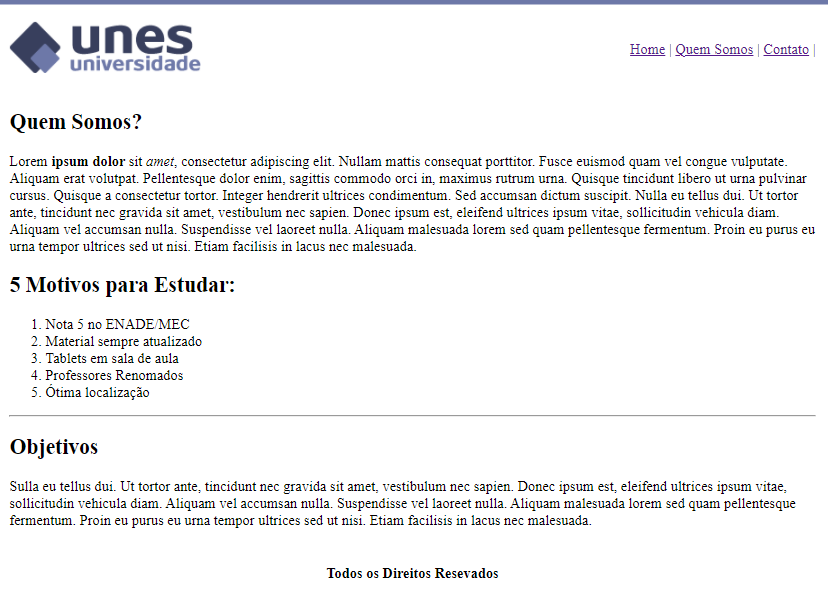 unes
universidade
Home | Quem Somos | Contato |
Quem Somos?
Lorem ipsum dolor sit amet, consectetur adipiscing elit. Nullam mattis consequat porttitor. Fusce euismod quam vel congue vulputate.
Aliquam erat volutpat. Pellentesque dolor enim, sagittis commodo orci in, maximus rutrum urna. Quisque tincidunt libero ut urna pulvinar
cursus. Quisque a consectetur tortor. Integer hendrerit ultrices condimentum. Sed accumsan dictum suscipit. Nulla eu tellus dui. Ut tortor
ante, tincidunt nec gravida sit amet, vestibulum nec sapien. Donec ipsum est, eleifend ultrices ipsum vitae, sollicitudin vehicula diam.
Aliquam vel accumsan nulla. Suspendisse vel laoreet nulla. Aliquam malesuada lorem sed quam pellentesque fermentum. Proin eu purus eu
urna tempor ultrices sed ut nisi. Etiam facilisis in lacus nec malesuada.
5 Motivos para Estudar:
1. Nota 5 no ENADE/MEC
2. Material sempre atualizado
3. Tablets em sala de aula
4. Professores Renomados
5. Ótima localização
Objetivos
Sulla eu tellus dui. Ut tortor ante, tincidunt nec gravida sit amet, vestibulum nec sapien. Donec ipsum est, eleifend ultrices ipsum vitae,
sollicitudin vehicula diam. Aliquam vel accumsan nulla. Suspendisse vel laoreet nulla. Aliquam malesuada lorem sed quam pellentesque
fermentum. Proin eu purus eu urna tempor ultrices sed ut nisi. Etiam facilisis in lacus nec malesuada.
Todos os Direitos Resevados